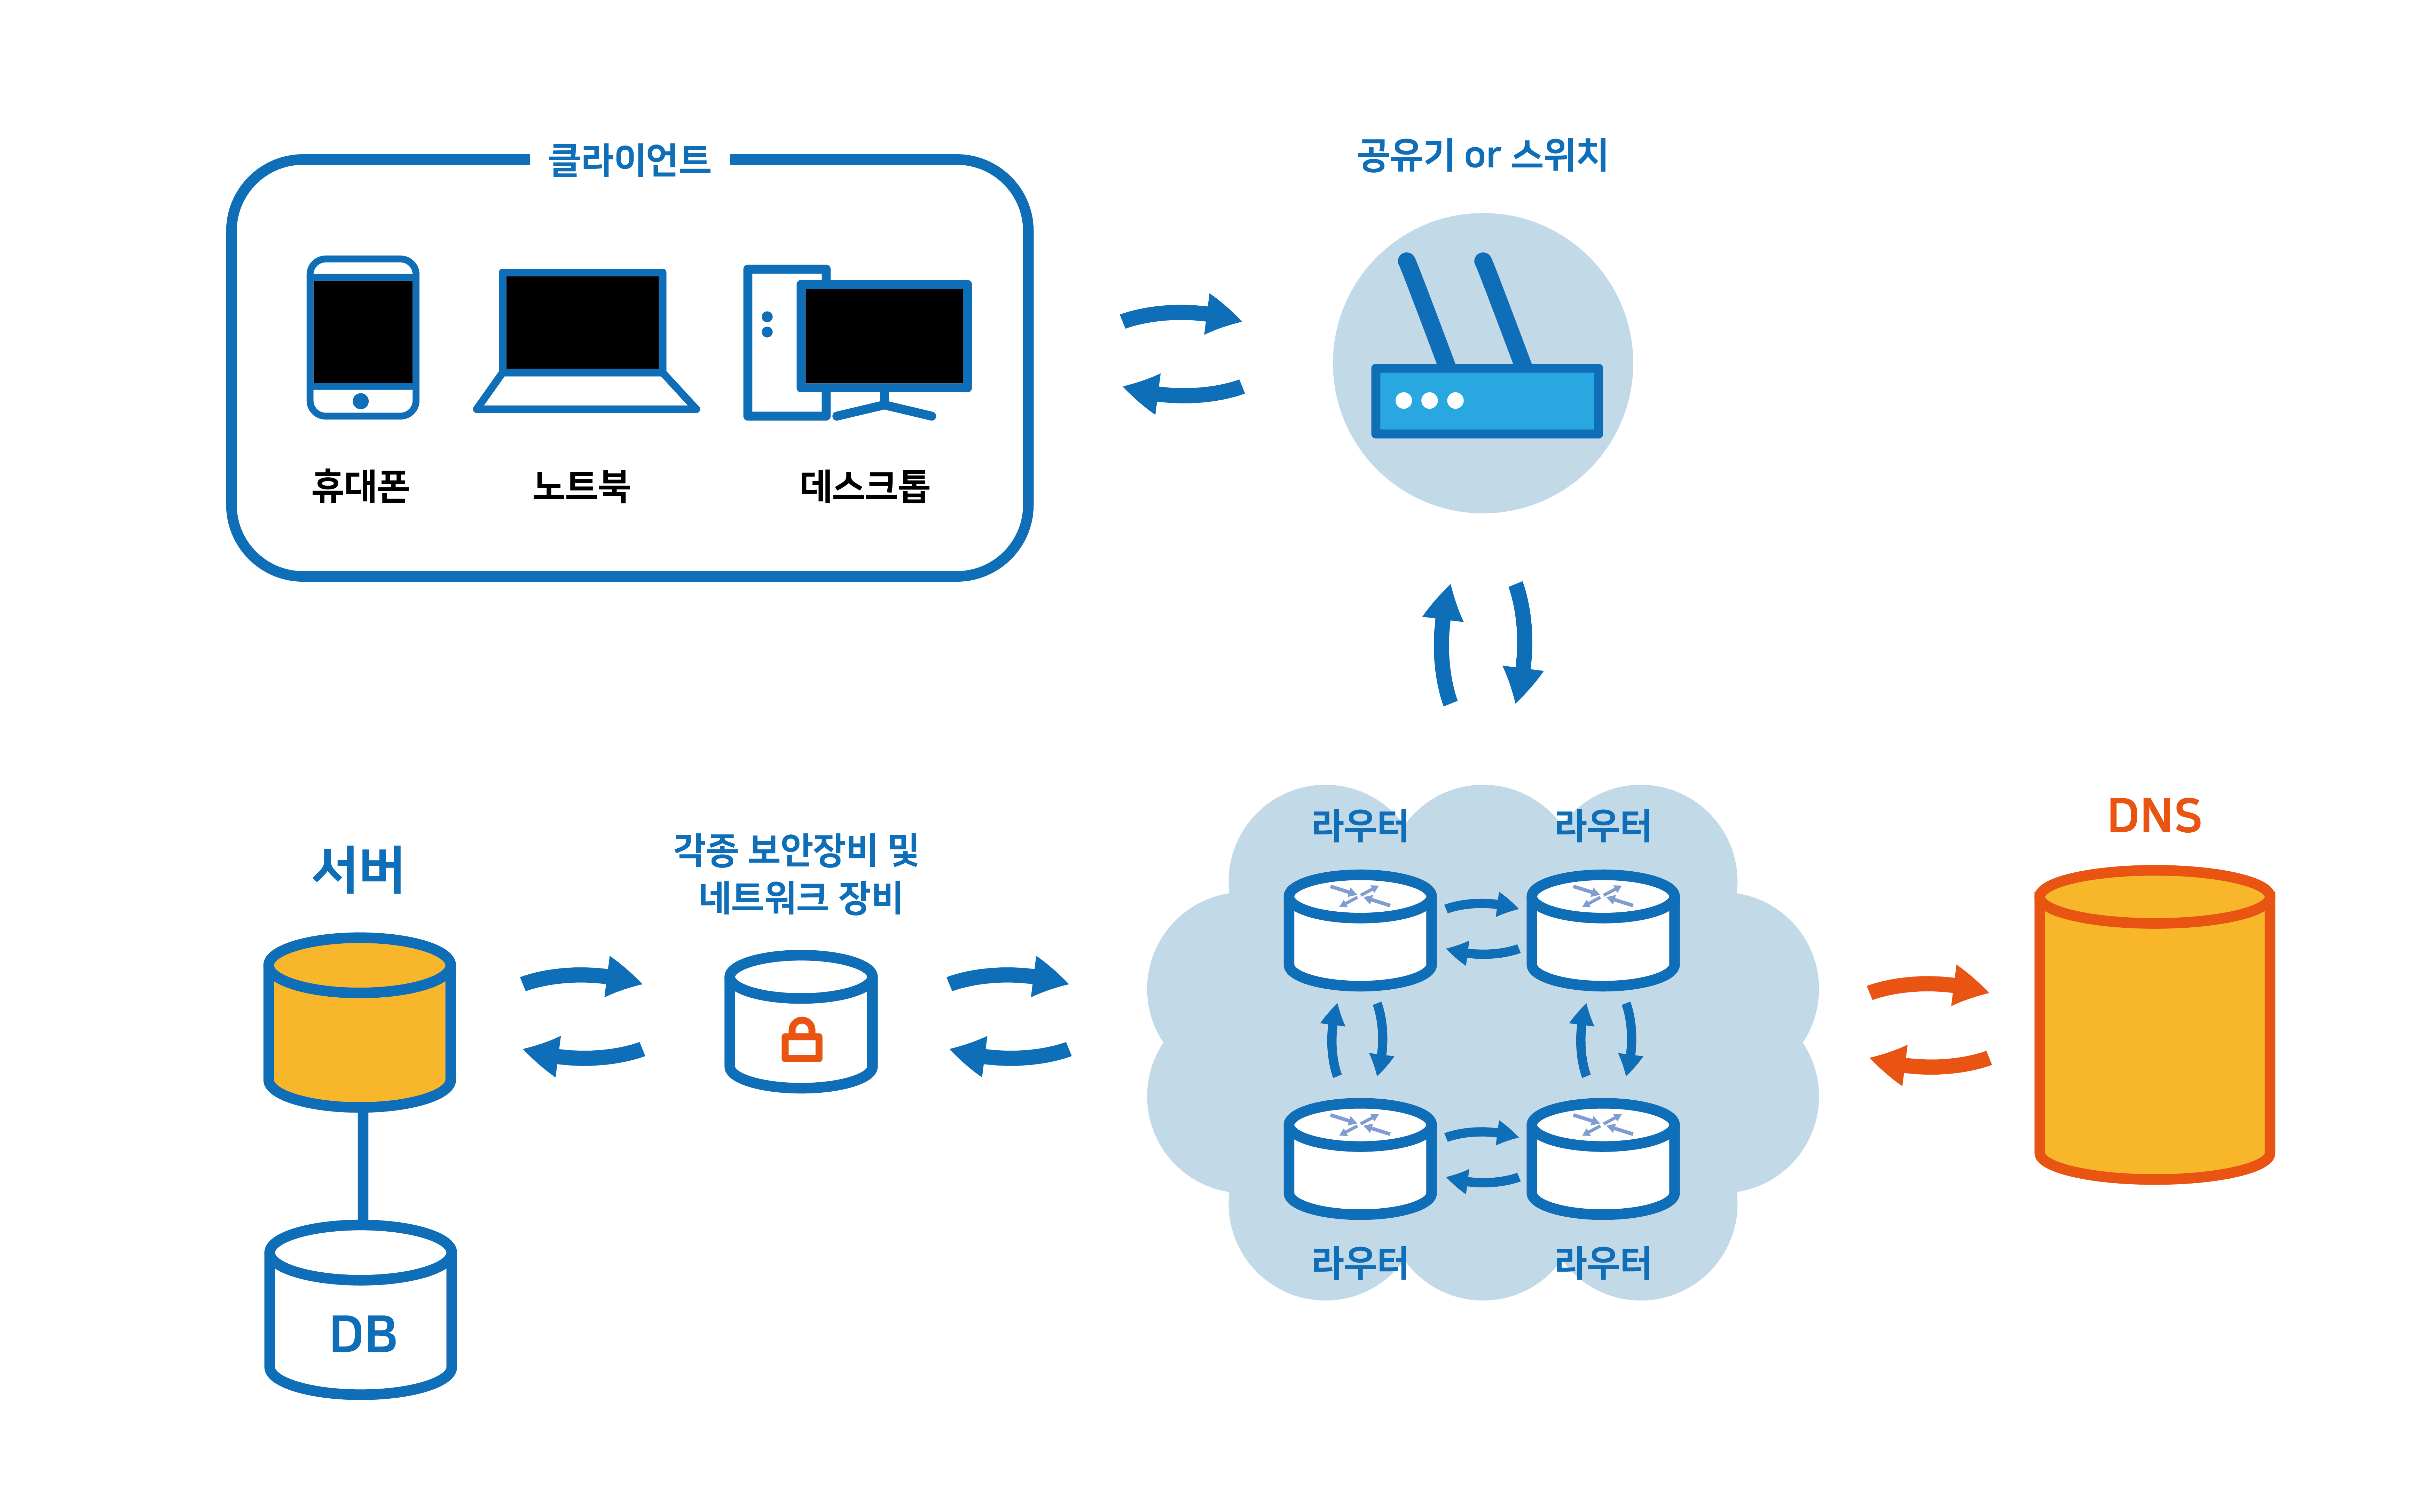 클라이언트
공유기 or 스위치
휴대폰
노트북
데스크톱
라우터
라우터
DNS
각종 보안장비 및
네트워크 장비
서버
라우터
라우터
DB